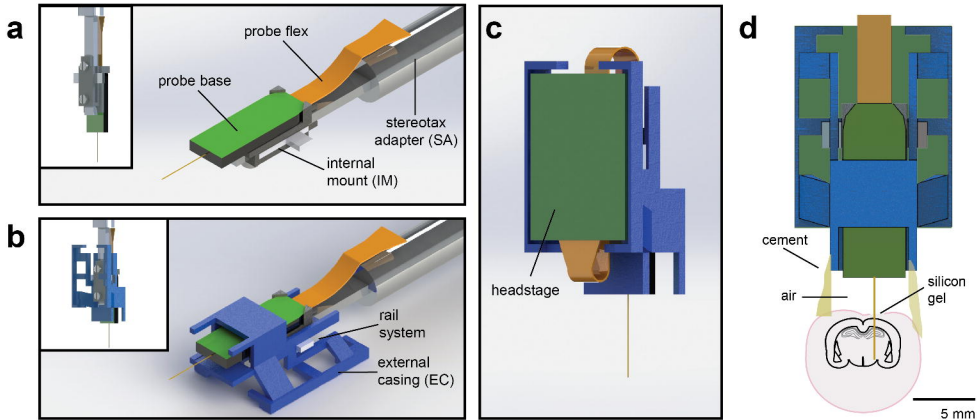 a
probe flex
probe base
stereotax
adapter (SA)
internal
mount (IM)
b
rail
system
external
casing (EC)
c
headstage
d
cement
air
silicon
gel
5 mm